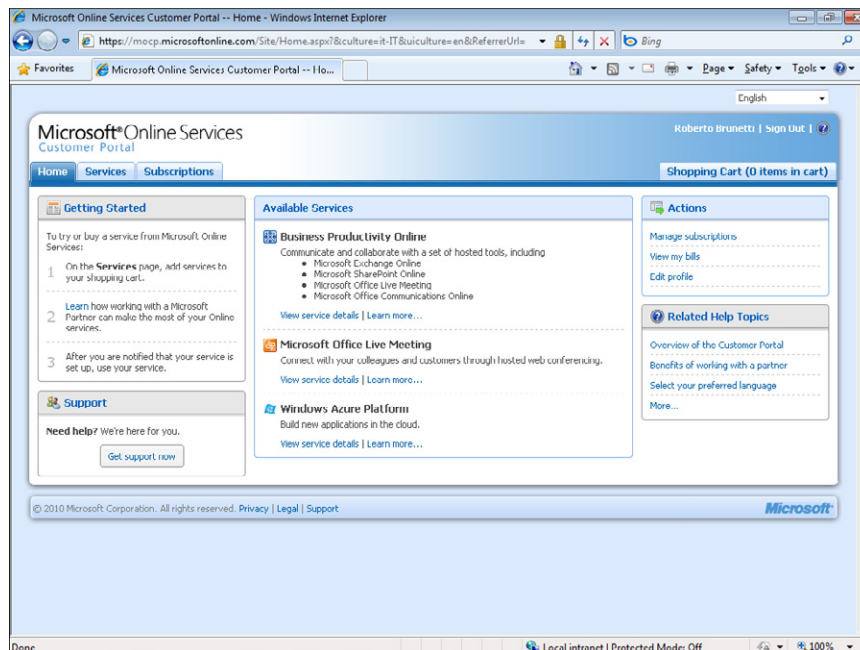 Microsoft Online Services Customer Portal -- Home - Windows Internet Explorer
https://mocp.microsoftonline.com/Site/Home.aspx?&culture=it-IT&uiculture=en&ReferrerUrl=
Bing
Favorites
Microsoft Online Services Customer Portal -- Ho...
Page
Safety
Tools
English
Microsoft® Online Services
Customer Portal
Roberto Brunetti | Sign Out |
Home
Services
Subscriptions
Shopping Cart (0 items in cart)
Getting Started
To try or buy a service from Microsoft Online
Services:
1 On the Services page, add services to
your shopping cart.
2 Learn how working with a Microsoft
Partner can make the most of your Online
services.
3 After you are notified that your service is
set up, use your service.
Support
Need help? We're here for you.
Get support now
Available Services
Business Productivity Online
Communicate and collaborate with a set of hosted tools, including
• Microsoft Exchange Online
• Microsoft SharePoint Online
• Microsoft Office Live Meeting
• Microsoft Office Communications Online
View service details | Learn more...
Microsoft Office Live Meeting
Connect with your colleagues and customers through hosted web conferencing.
View service details | Learn more...
Windows Azure Platform
Build new applications in the cloud.
View service details | Learn more...
Actions
Manage subscriptions
View my bills
Edit profile
Related Help Topics
Overview of the Customer Portal
Benefits of working with a partner
Select your preferred language
More...
© 2010 Microsoft Corporation. All rights reserved. Privacy | Legal | Support
Microsoft
Done
Local intranet | Protected Mode: Off
100%